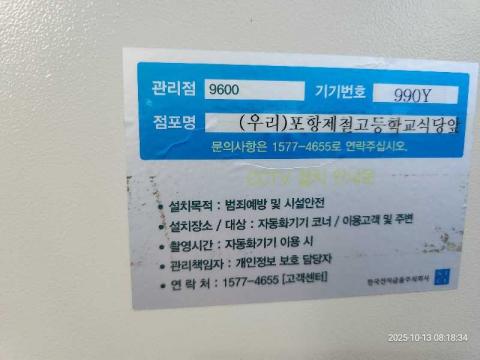 관리점 9600 기기번호 990Y
점포명 (우리)포항제철고등학교식당앞
문의사항은 1577-4655로 연락주십시오.
CCTV 설치 안내문
• 설치목적 : 범죄예방 및 시설안전
• 설치장소 / 대상 : 자동화기기 코너 / 이용고객 및 주변
• 촬영시간 : 자동화기기 이용 시
• 관리책임자 : 개인정보 보호 담당자
• 연 락 처 : 1577-4655 [고객센터]
한국전자금융주식회사
2025-10-13 08:18:34